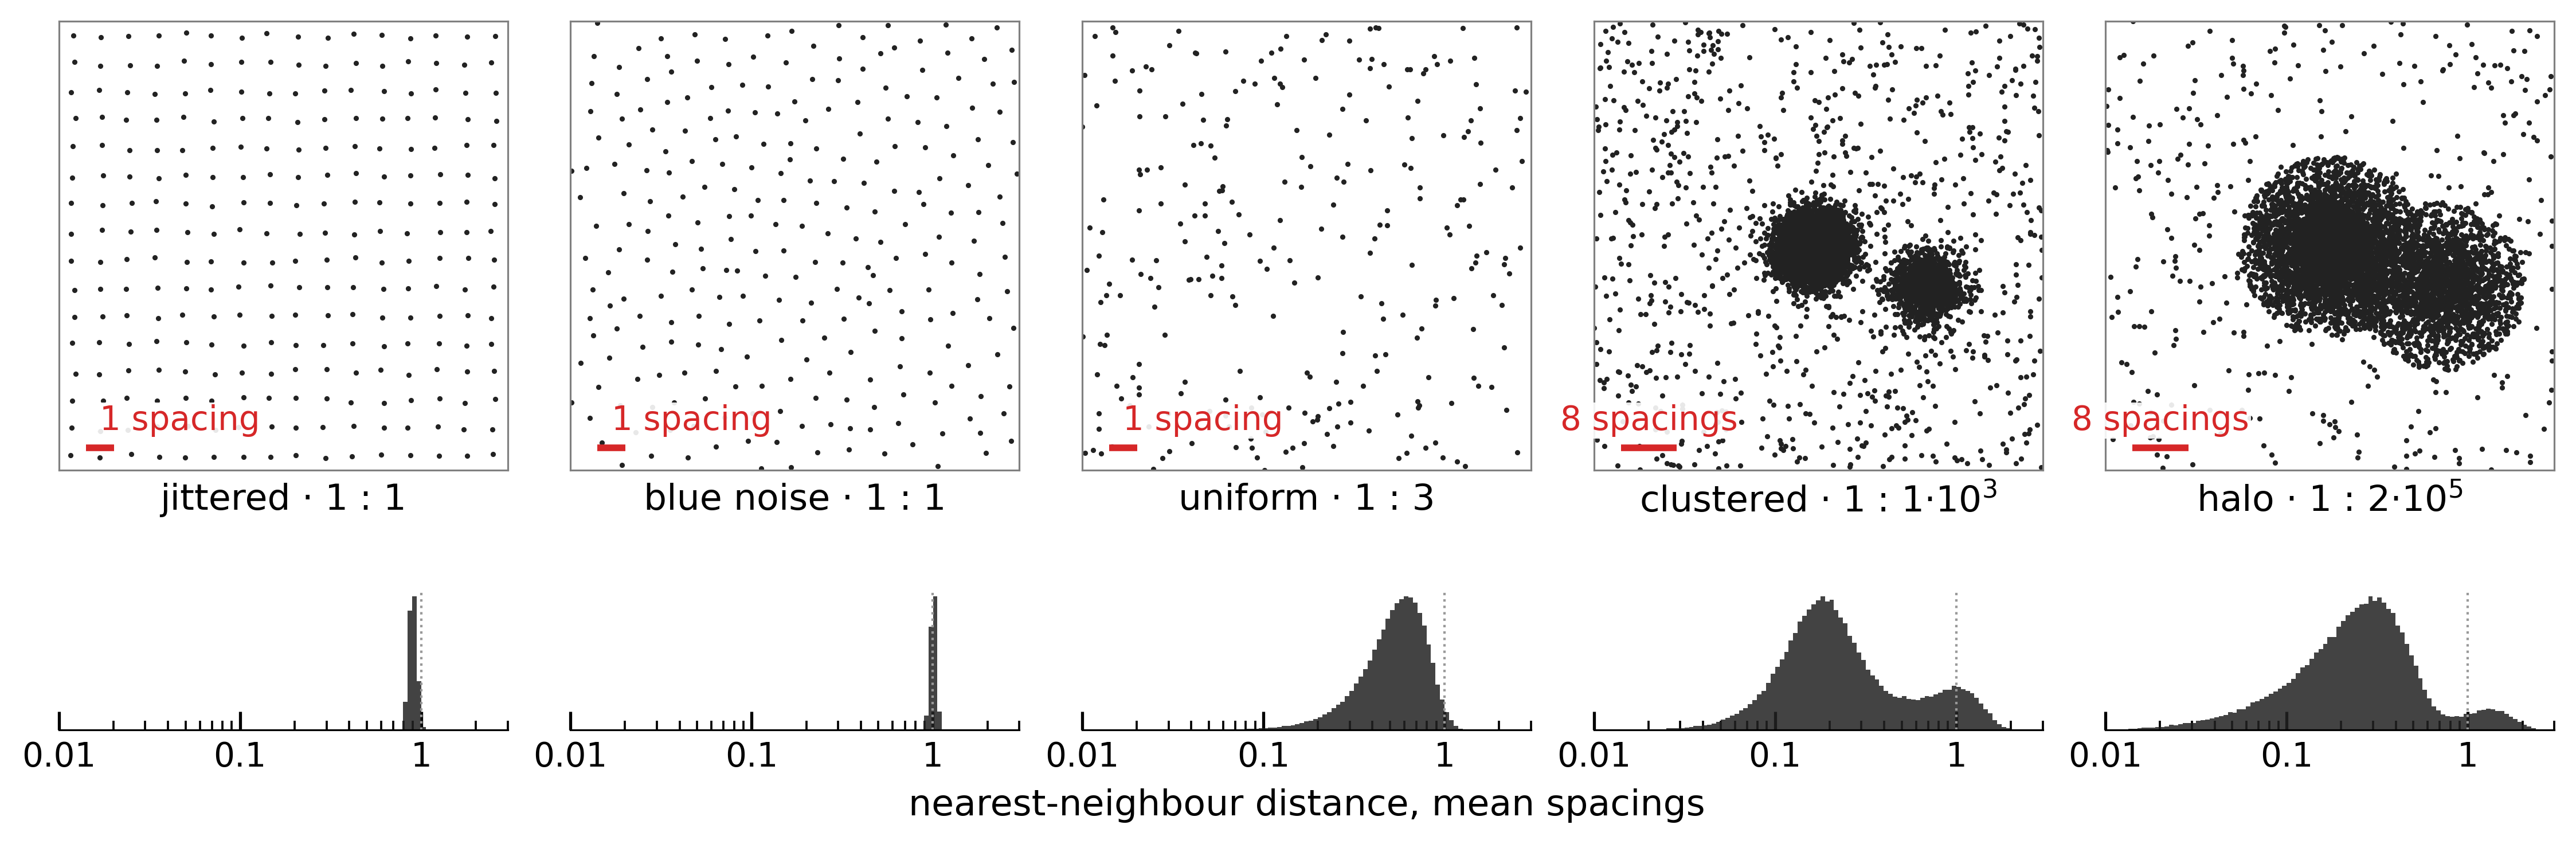 1 spacing
1 spacing
1 spacing
8 spacings
8 spacings
jittered · 1 : 1
blue noise · 1 : 1
uniform · 1 : 3
clustered · 1 : 1·10³
halo · 1 : 2·10⁵
0.01 0.1 1
0.01 0.1 1
0.01 0.1 1
0.01 0.1 1
0.01 0.1 1
nearest-neighbour distance, mean spacings